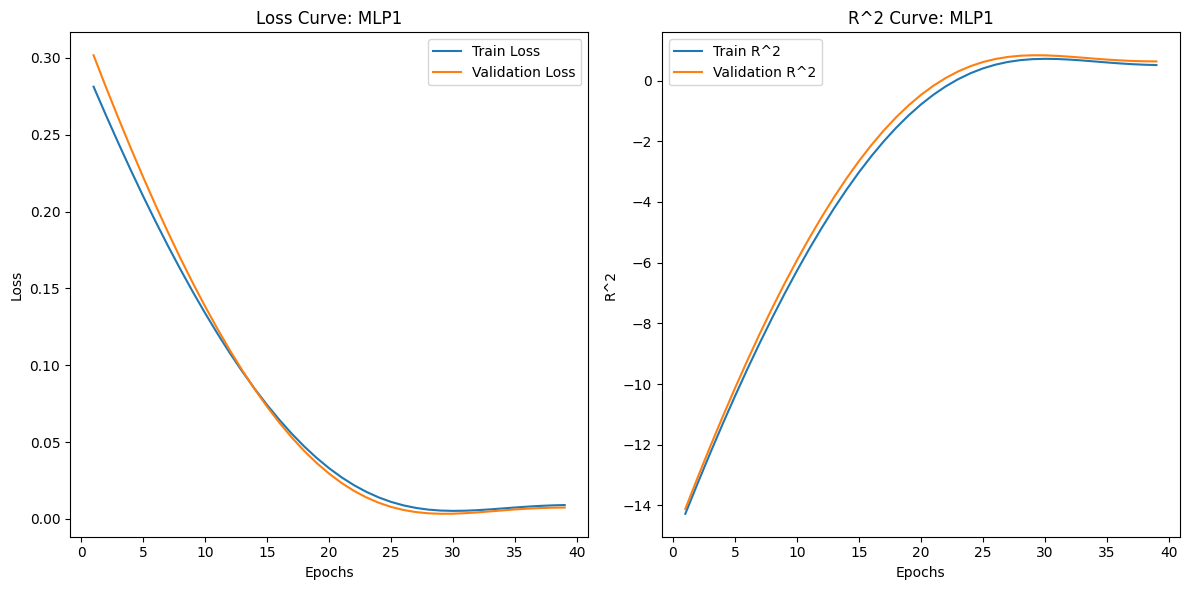 Loss Curve: MLP1
Train Loss
Validation Loss
0.30
0.25
0.20
0.15
0.10
0.05
0.00
Loss
0 5 10 15 20 25 30 35 40
Epochs
R^2 Curve: MLP1
Train R^2
Validation R^2
0
−2
−4
−6
−8
−10
−12
−14
R^2
0 5 10 15 20 25 30 35 40
Epochs